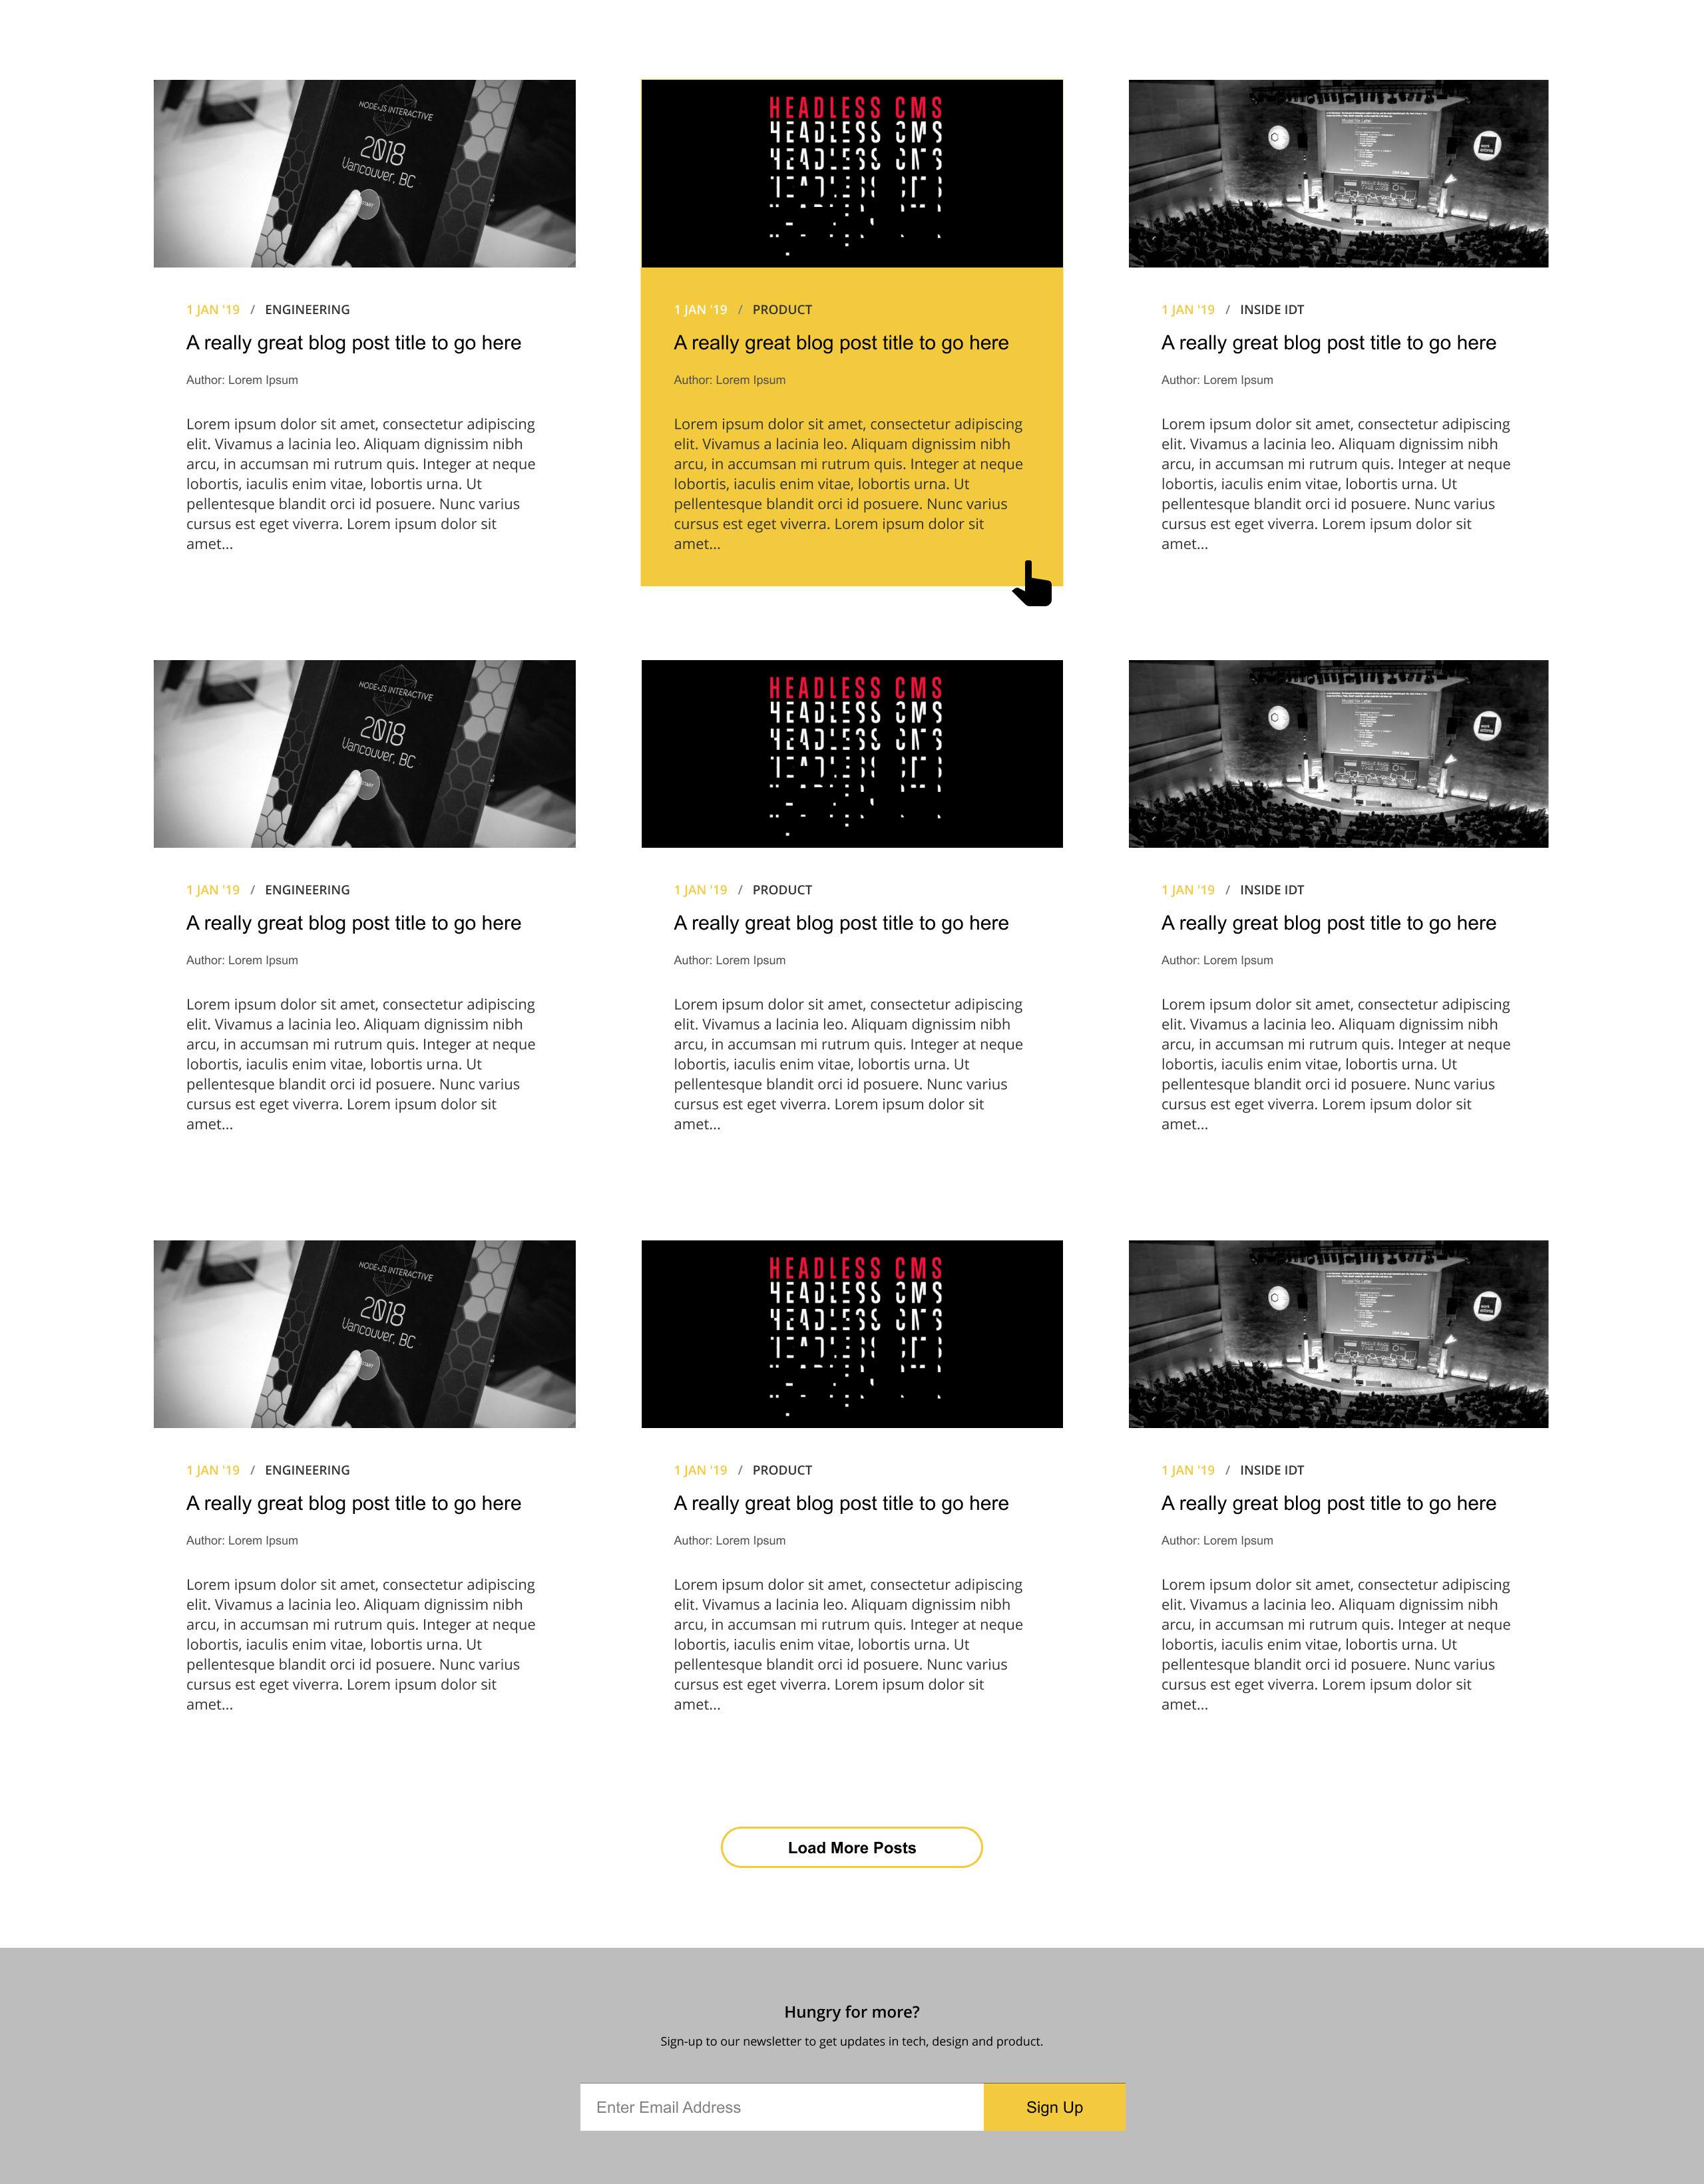 NODE+JS INTERACTIVE
2018
Vancouver, BC
START
HEADLESS CMS
HEADLESS CMS
HEADLESS CMS
1 JAN '19 / ENGINEERING
A really great blog post title to go here
Author: Lorem Ipsum
Lorem ipsum dolor sit amet, consectetur adipiscing
elit. Vivamus a lacinia leo. Aliquam dignissim nibh
arcu, in accumsan mi rutrum quis. Integer at neque
lobortis, iaculis enim vitae, lobortis urna. Ut
pellentesque blandit orci id posuere. Nunc varius
cursus est eget viverra. Lorem ipsum dolor sit
amet...
1 JAN '19 / PRODUCT
A really great blog post title to go here
Author: Lorem Ipsum
Lorem ipsum dolor sit amet, consectetur adipiscing
elit. Vivamus a lacinia leo. Aliquam dignissim nibh
arcu, in accumsan mi rutrum quis. Integer at neque
lobortis, iaculis enim vitae, lobortis urna. Ut
pellentesque blandit orci id posuere. Nunc varius
cursus est eget viverra. Lorem ipsum dolor sit
amet...
1 JAN '19 / INSIDE IDT
A really great blog post title to go here
Author: Lorem Ipsum
Lorem ipsum dolor sit amet, consectetur adipiscing
elit. Vivamus a lacinia leo. Aliquam dignissim nibh
arcu, in accumsan mi rutrum quis. Integer at neque
lobortis, iaculis enim vitae, lobortis urna. Ut
pellentesque blandit orci id posuere. Nunc varius
cursus est eget viverra. Lorem ipsum dolor sit
amet...
NODE+JS INTERACTIVE
2018
Vancouver, BC
START
HEADLESS CMS
HEADLESS CMS
HEADLESS CMS
1 JAN '19 / ENGINEERING
A really great blog post title to go here
Author: Lorem Ipsum
Lorem ipsum dolor sit amet, consectetur adipiscing
elit. Vivamus a lacinia leo. Aliquam dignissim nibh
arcu, in accumsan mi rutrum quis. Integer at neque
lobortis, iaculis enim vitae, lobortis urna. Ut
pellentesque blandit orci id posuere. Nunc varius
cursus est eget viverra. Lorem ipsum dolor sit
amet...
1 JAN '19 / PRODUCT
A really great blog post title to go here
Author: Lorem Ipsum
Lorem ipsum dolor sit amet, consectetur adipiscing
elit. Vivamus a lacinia leo. Aliquam dignissim nibh
arcu, in accumsan mi rutrum quis. Integer at neque
lobortis, iaculis enim vitae, lobortis urna. Ut
pellentesque blandit orci id posuere. Nunc varius
cursus est eget viverra. Lorem ipsum dolor sit
amet...
1 JAN '19 / INSIDE IDT
A really great blog post title to go here
Author: Lorem Ipsum
Lorem ipsum dolor sit amet, consectetur adipiscing
elit. Vivamus a lacinia leo. Aliquam dignissim nibh
arcu, in accumsan mi rutrum quis. Integer at neque
lobortis, iaculis enim vitae, lobortis urna. Ut
pellentesque blandit orci id posuere. Nunc varius
cursus est eget viverra. Lorem ipsum dolor sit
amet...
NODE+JS INTERACTIVE
2018
Vancouver, BC
START
HEADLESS CMS
HEADLESS CMS
HEADLESS CMS
1 JAN '19 / ENGINEERING
A really great blog post title to go here
Author: Lorem Ipsum
Lorem ipsum dolor sit amet, consectetur adipiscing
elit. Vivamus a lacinia leo. Aliquam dignissim nibh
arcu, in accumsan mi rutrum quis. Integer at neque
lobortis, iaculis enim vitae, lobortis urna. Ut
pellentesque blandit orci id posuere. Nunc varius
cursus est eget viverra. Lorem ipsum dolor sit
amet...
1 JAN '19 / PRODUCT
A really great blog post title to go here
Author: Lorem Ipsum
Lorem ipsum dolor sit amet, consectetur adipiscing
elit. Vivamus a lacinia leo. Aliquam dignissim nibh
arcu, in accumsan mi rutrum quis. Integer at neque
lobortis, iaculis enim vitae, lobortis urna. Ut
pellentesque blandit orci id posuere. Nunc varius
cursus est eget viverra. Lorem ipsum dolor sit
amet...
1 JAN '19 / INSIDE IDT
A really great blog post title to go here
Author: Lorem Ipsum
Lorem ipsum dolor sit amet, consectetur adipiscing
elit. Vivamus a lacinia leo. Aliquam dignissim nibh
arcu, in accumsan mi rutrum quis. Integer at neque
lobortis, iaculis enim vitae, lobortis urna. Ut
pellentesque blandit orci id posuere. Nunc varius
cursus est eget viverra. Lorem ipsum dolor sit
amet...
Load More Posts
Hungry for more?
Sign-up to our newsletter to get updates in tech, design and product.
Enter Email Address
Sign Up